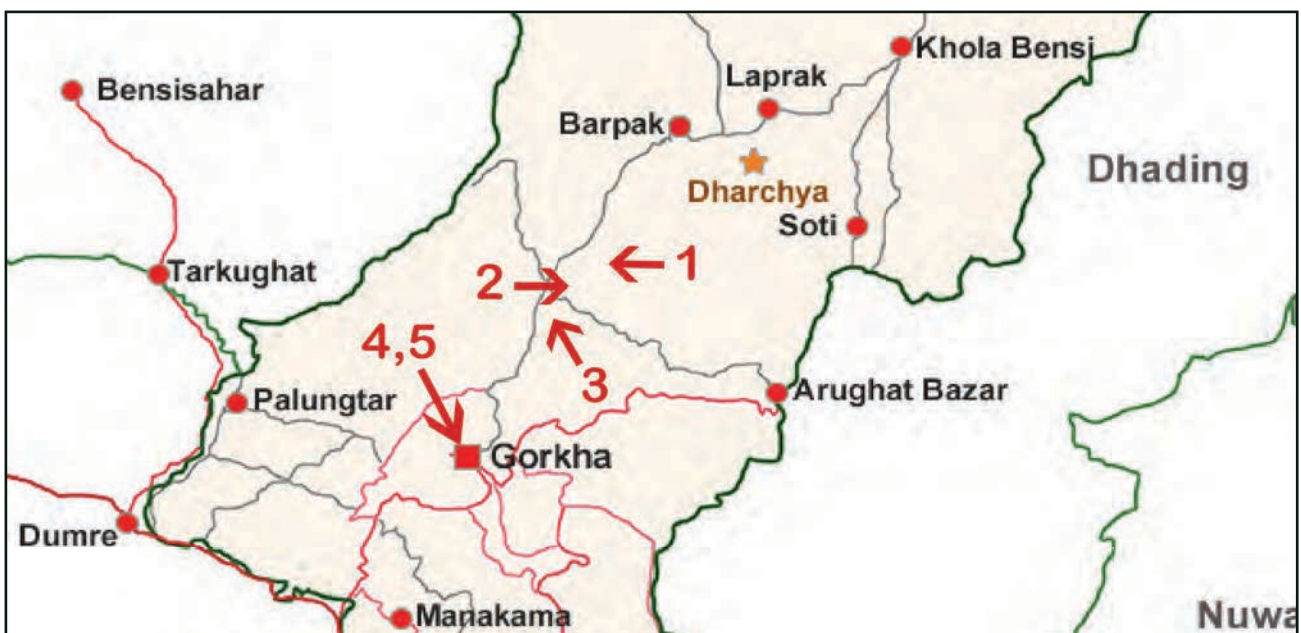 Khola Bensi
Laprak
Bensisahar
Barpak
Dhading
Dharchya
Soti
1
Tarkughat
2
4,5
3
Arughat Bazar
Palungtar
Gorkha
Dumre
Manakama
Nuwa